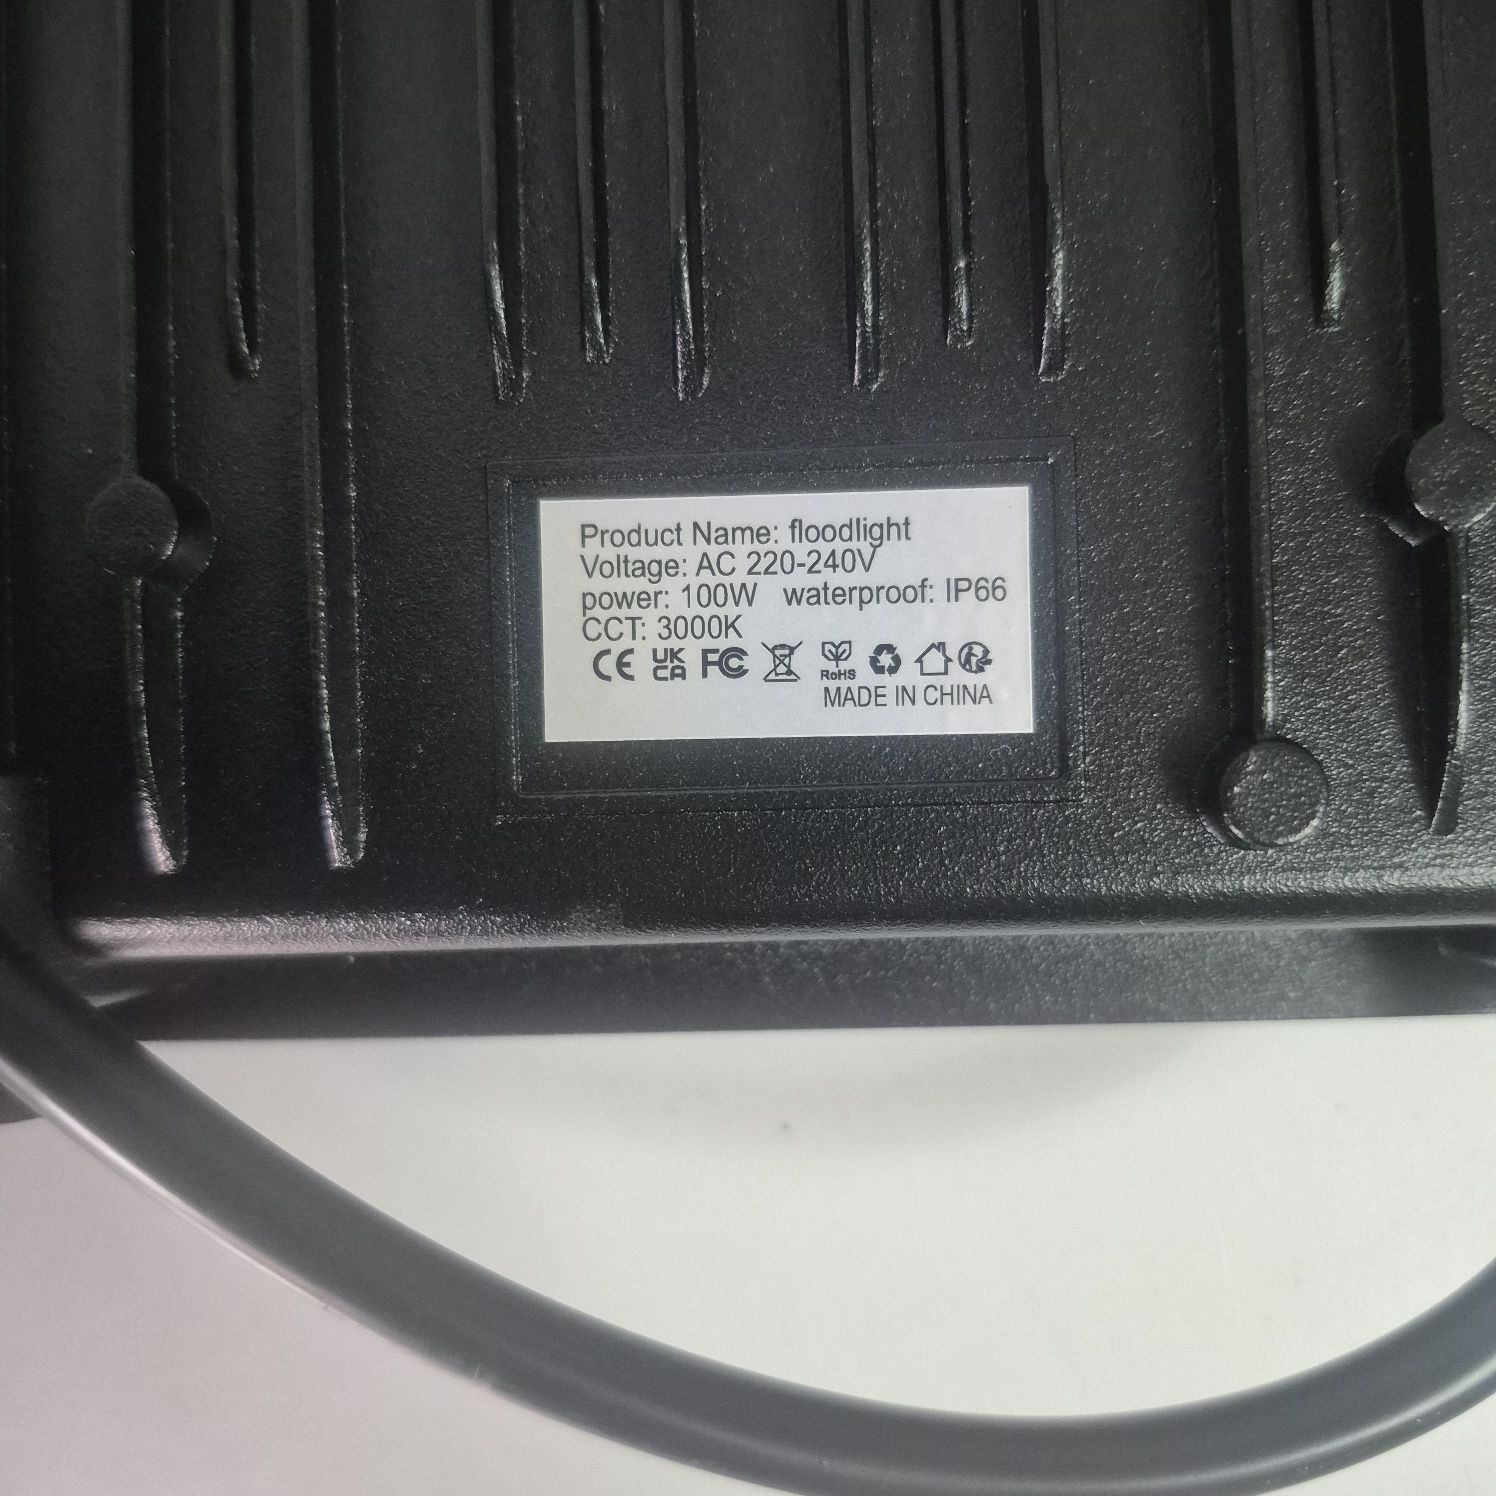 Product Name: floodlight
Voltage: AC 220-240V
power: 100W waterproof: IP66
CCT: 3000K
CE UK CA FC RoHS
MADE IN CHINA